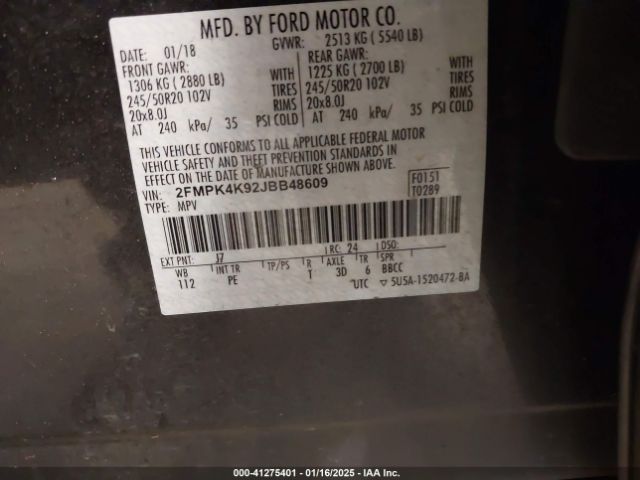 MFD. BY FORD MOTOR CO.
DATE: 01/18 GVWR: 2513 KG ( 5540 LB)
FRONT GAWR: REAR GAWR:
1306 KG ( 2880 LB) WITH 1225 KG ( 2700 LB) WITH
245/50R20 102V TIRES 245/50R20 102V TIRES
20x8.0J RIMS 20x8.0J RIMS
AT 240 kPa/ 35 PSI COLD AT 240 kPa/ 35 PSI COLD
THIS VEHICLE CONFORMS TO ALL APPLICABLE FEDERAL MOTOR
VEHICLE SAFETY AND THEFT PREVENTION STANDARDS IN
EFFECT ON THE DATE OF MANUFACTURE SHOWN ABOVE.
VIN: 2FMPK4K92JBB48609 F0151
TYPE: MPV T0289
EXT PNT: J7 RC: 24 DSO:
WB INT TR TP/PS R AXLE TR SPR
112 PE T 3D 6 BBCC
UTC ▽ 5U5A-1520472-BA
000-41275401 - 01/16/2025 - IAA Inc.